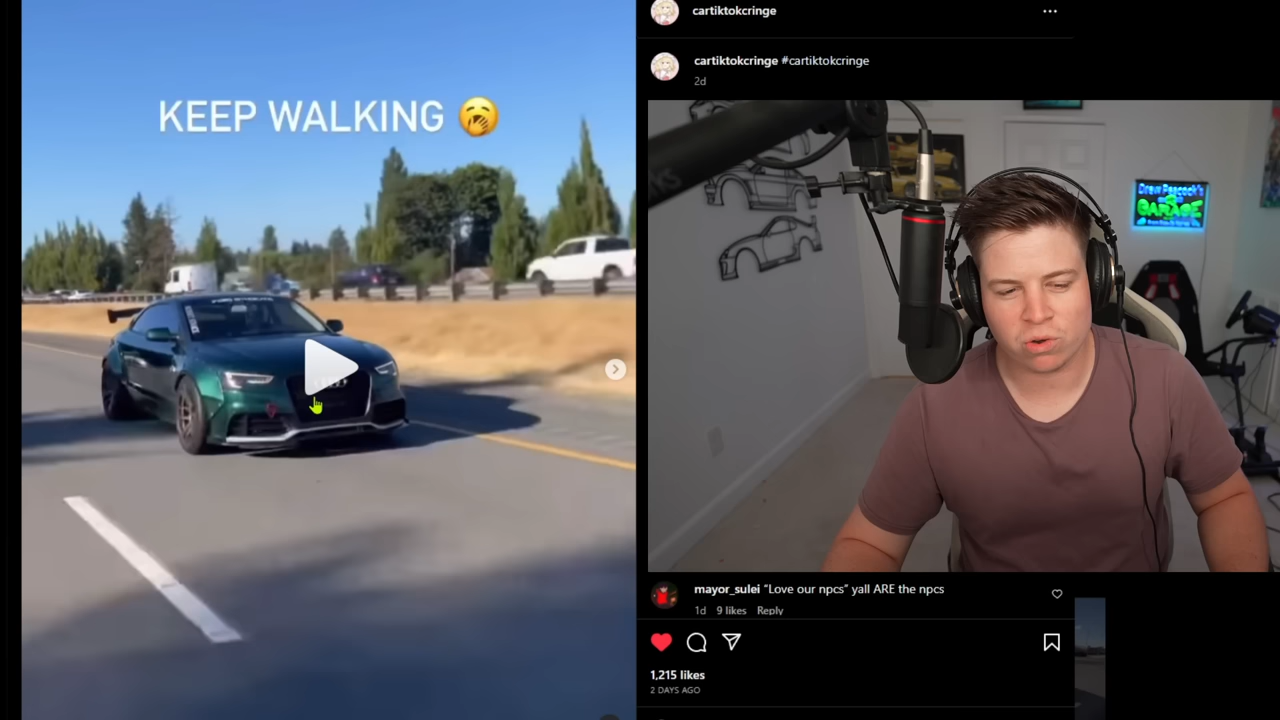 KEEP WALKING 🥱
cartiktokcringe
cartiktokcringe #cartiktokcringe
2d
Drew Peacock's
GARAGE
mayor_sulei “Love our npcs” yall ARE the npcs
1d 9 likes Reply
1,215 likes
2 DAYS AGO